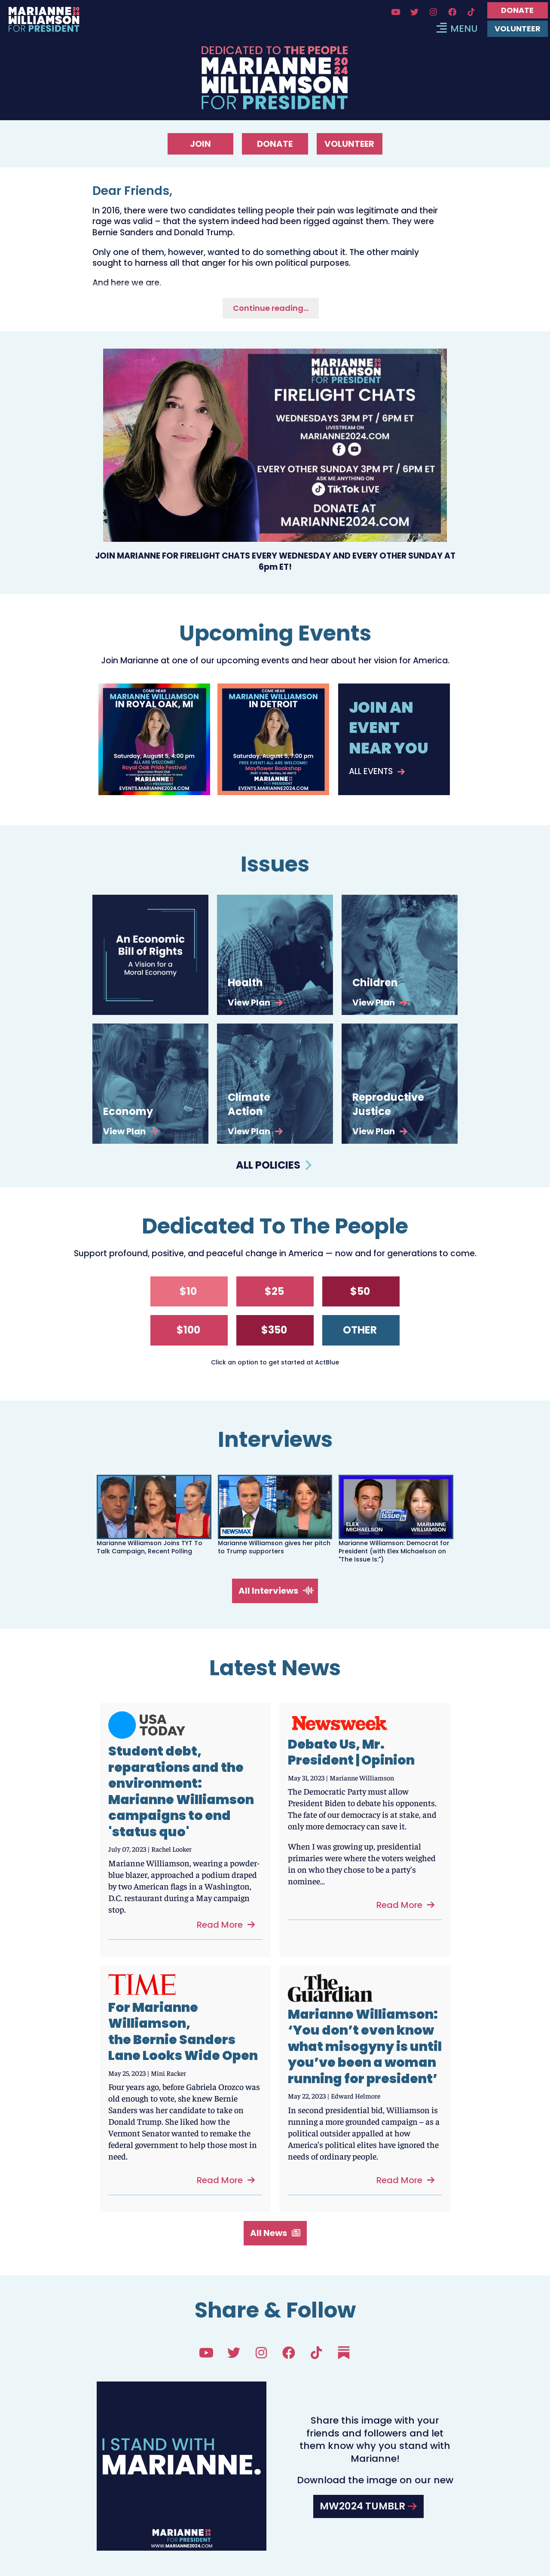 MARIANNE 20
WILLIAMSON 24
FOR PRESIDENT
DONATE
MENU
VOLUNTEER
DEDICATED TO THE PEOPLE
MARIANNE 20 24
WILLIAMSON
FOR PRESIDENT
JOIN
DONATE
VOLUNTEER
Dear Friends,
In 2016, there were two candidates telling people their pain was legitimate and their
rage was valid – that the system indeed had been rigged against them. They were
Bernie Sanders and Donald Trump.
Only one of them, however, wanted to do something about it. The other mainly
sought to harness all that anger for his own political purposes.
And here we are.
Continue reading...
MARIANNE
WILLIAMSON
FOR PRESIDENT
FIRELIGHT CHATS
WEDNESDAYS 3PM PT / 6PM ET
LIVESTREAM ON
MARIANNE2024.COM
EVERY OTHER SUNDAY 3PM PT / 6PM ET
ASK ME ANYTHING ON
TikTok LIVE
DONATE AT
MARIANNE2024.COM
JOIN MARIANNE FOR FIRELIGHT CHATS EVERY WEDNESDAY AND EVERY OTHER SUNDAY AT
6pm ET!
Upcoming Events
Join Marianne at one of our upcoming events and hear about her vision for America.
COME HEAR
MARIANNE WILLIAMSON
IN ROYAL OAK, MI
Saturday, August 5, 4:00 pm
ALL ARE WELCOME!
Royal Oak Pride Festival
MARIANNE
WILLIAMSON
FOR PRESIDENT
EVENTS.MARIANNE2024.COM
COME HEAR
MARIANNE WILLIAMSON
IN DETROIT
Saturday, August 5, 7:00 pm
FREE EVENT! ALL ARE WELCOME!
Mayflower Bookshop
MARIANNE
WILLIAMSON
FOR PRESIDENT
EVENTS.MARIANNE2024.COM
JOIN AN
EVENT
NEAR YOU
ALL EVENTS
Issues
An Economic
Bill of Rights
A Vision for a
Moral Economy
Health
View Plan
Children
View Plan
Economy
View Plan
Climate
Action
View Plan
Reproductive
Justice
View Plan
ALL POLICIES
Dedicated To The People
Support profound, positive, and peaceful change in America — now and for generations to come.
$10
$25
$50
$100
$350
OTHER
Click an option to get started at ActBlue
Interviews
NEWSMAX
THE ISSUE IS:
ELEX
MICHAELSON
MARIANNE
WILLIAMSON
Marianne Williamson Joins TYT To
Talk Campaign, Recent Polling
Marianne Williamson gives her pitch
to Trump supporters
Marianne Williamson: Democrat for
President (with Elex Michaelson on
"The Issue Is:")
All Interviews
Latest News
USA
TODAY
Student debt,
reparations and the
environment:
Marianne Williamson
campaigns to end
'status quo'
July 07, 2023 | Rachel Looker
Marianne Williamson, wearing a powder-
blue blazer, approached a podium draped
by two American flags in a Washington,
D.C. restaurant during a May campaign
stop.
Read More
Newsweek
Debate Us, Mr.
President | Opinion
May 31, 2023 | Marianne Williamson
The Democratic Party must allow
President Biden to debate his opponents.
The fate of our democracy is at stake, and
only more democracy can save it.
When I was growing up, presidential
primaries were where the voters weighed
in on who they chose to be a party's
nominee...
Read More
TIME
For Marianne
Williamson,
the Bernie Sanders
Lane Looks Wide Open
May 25, 2023 | Mini Racker
Four years ago, before Gabriela Orozco was
old enough to vote, she knew Bernie
Sanders was her candidate to take on
Donald Trump. She liked how the
Vermont Senator wanted to remake the
federal government to help those most in
need.
Read More
The
Guardian
Marianne Williamson:
‘You don’t even know
what misogyny is until
you’ve been a woman
running for president’
May 22, 2023 | Edward Helmore
In second presidential bid, Williamson is
running a more grounded campaign – as a
political outsider appalled at how
America's political elites have ignored the
needs of ordinary people.
Read More
All News
Share & Follow
I STAND WITH
MARIANNE.
MARIANNE
FOR PRESIDENT
WWW.MARIANNE2024.COM
Share this image with your
friends and followers and let
them know why you stand with
Marianne!
Download the image on our new
MW2024 TUMBLR